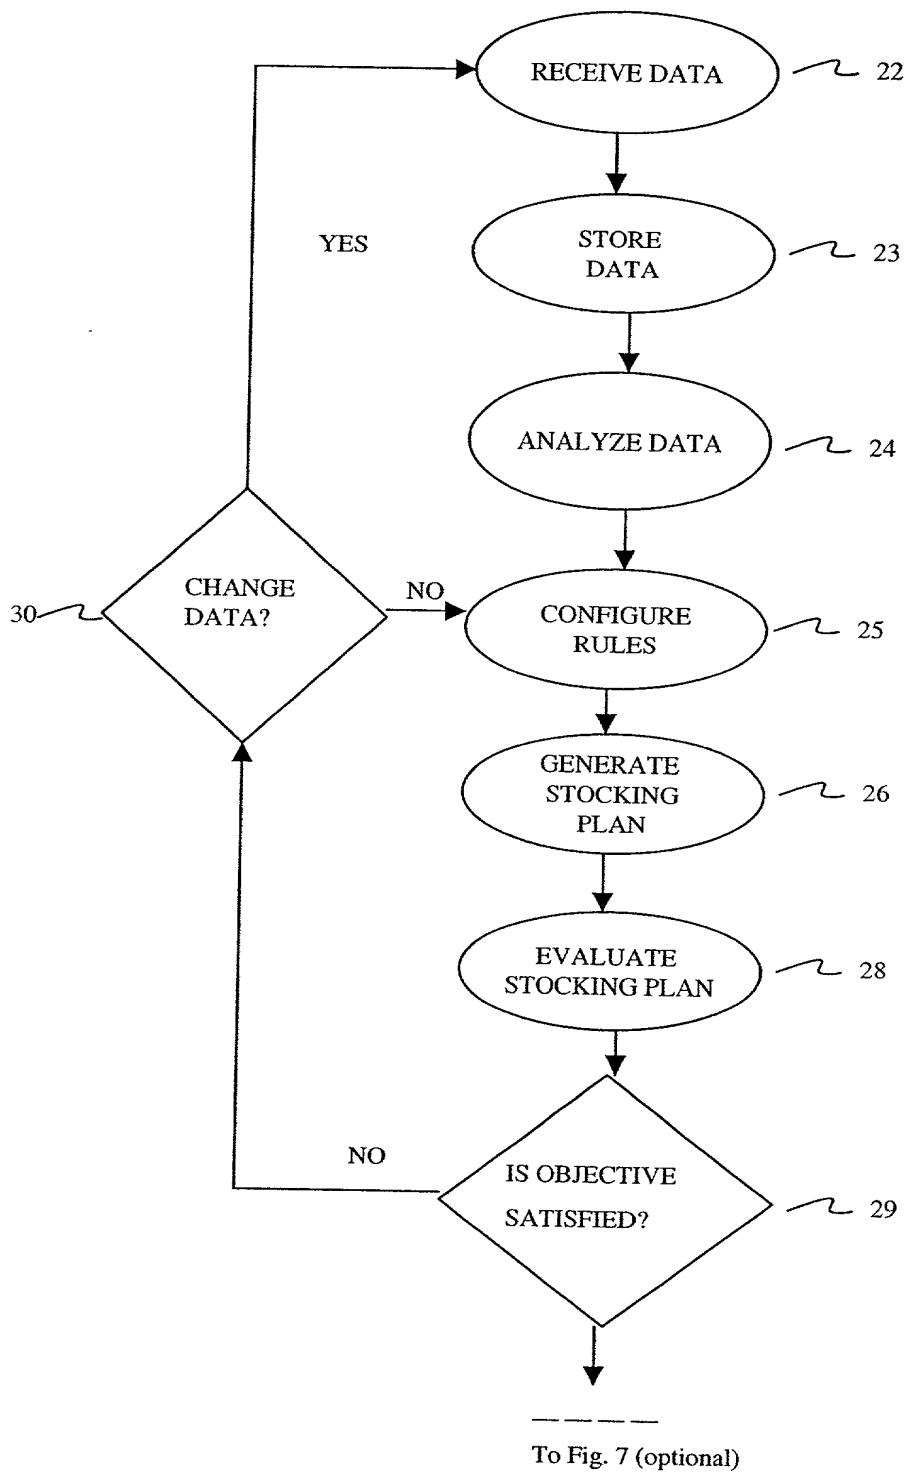 RECEIVE DATA
22
YES
STORE
DATA
23
ANALYZE DATA
24
CHANGE
DATA?
30
NO
CONFIGURE
RULES
25
GENERATE
STOCKING
PLAN
26
EVALUATE
STOCKING PLAN
28
NO
IS OBJECTIVE
SATISFIED?
29
To Fig. 7 (optional)